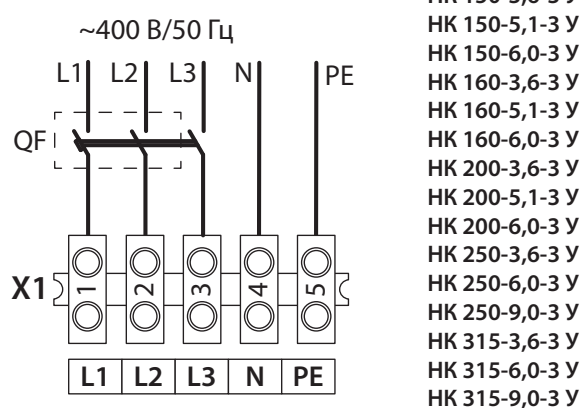 ~400 В/50 Гц
L1 L2 L3 N PE
QF
X1 1 2 3 4 5
L1 L2 L3 N PE
НК 150-5,1-3 У
НК 150-6,0-3 У
НК 160-3,6-3 У
НК 160-5,1-3 У
НК 160-6,0-3 У
НК 200-3,6-3 У
НК 200-5,1-3 У
НК 200-6,0-3 У
НК 250-3,6-3 У
НК 250-6,0-3 У
НК 250-9,0-3 У
НК 315-3,6-3 У
НК 315-6,0-3 У
НК 315-9,0-3 У